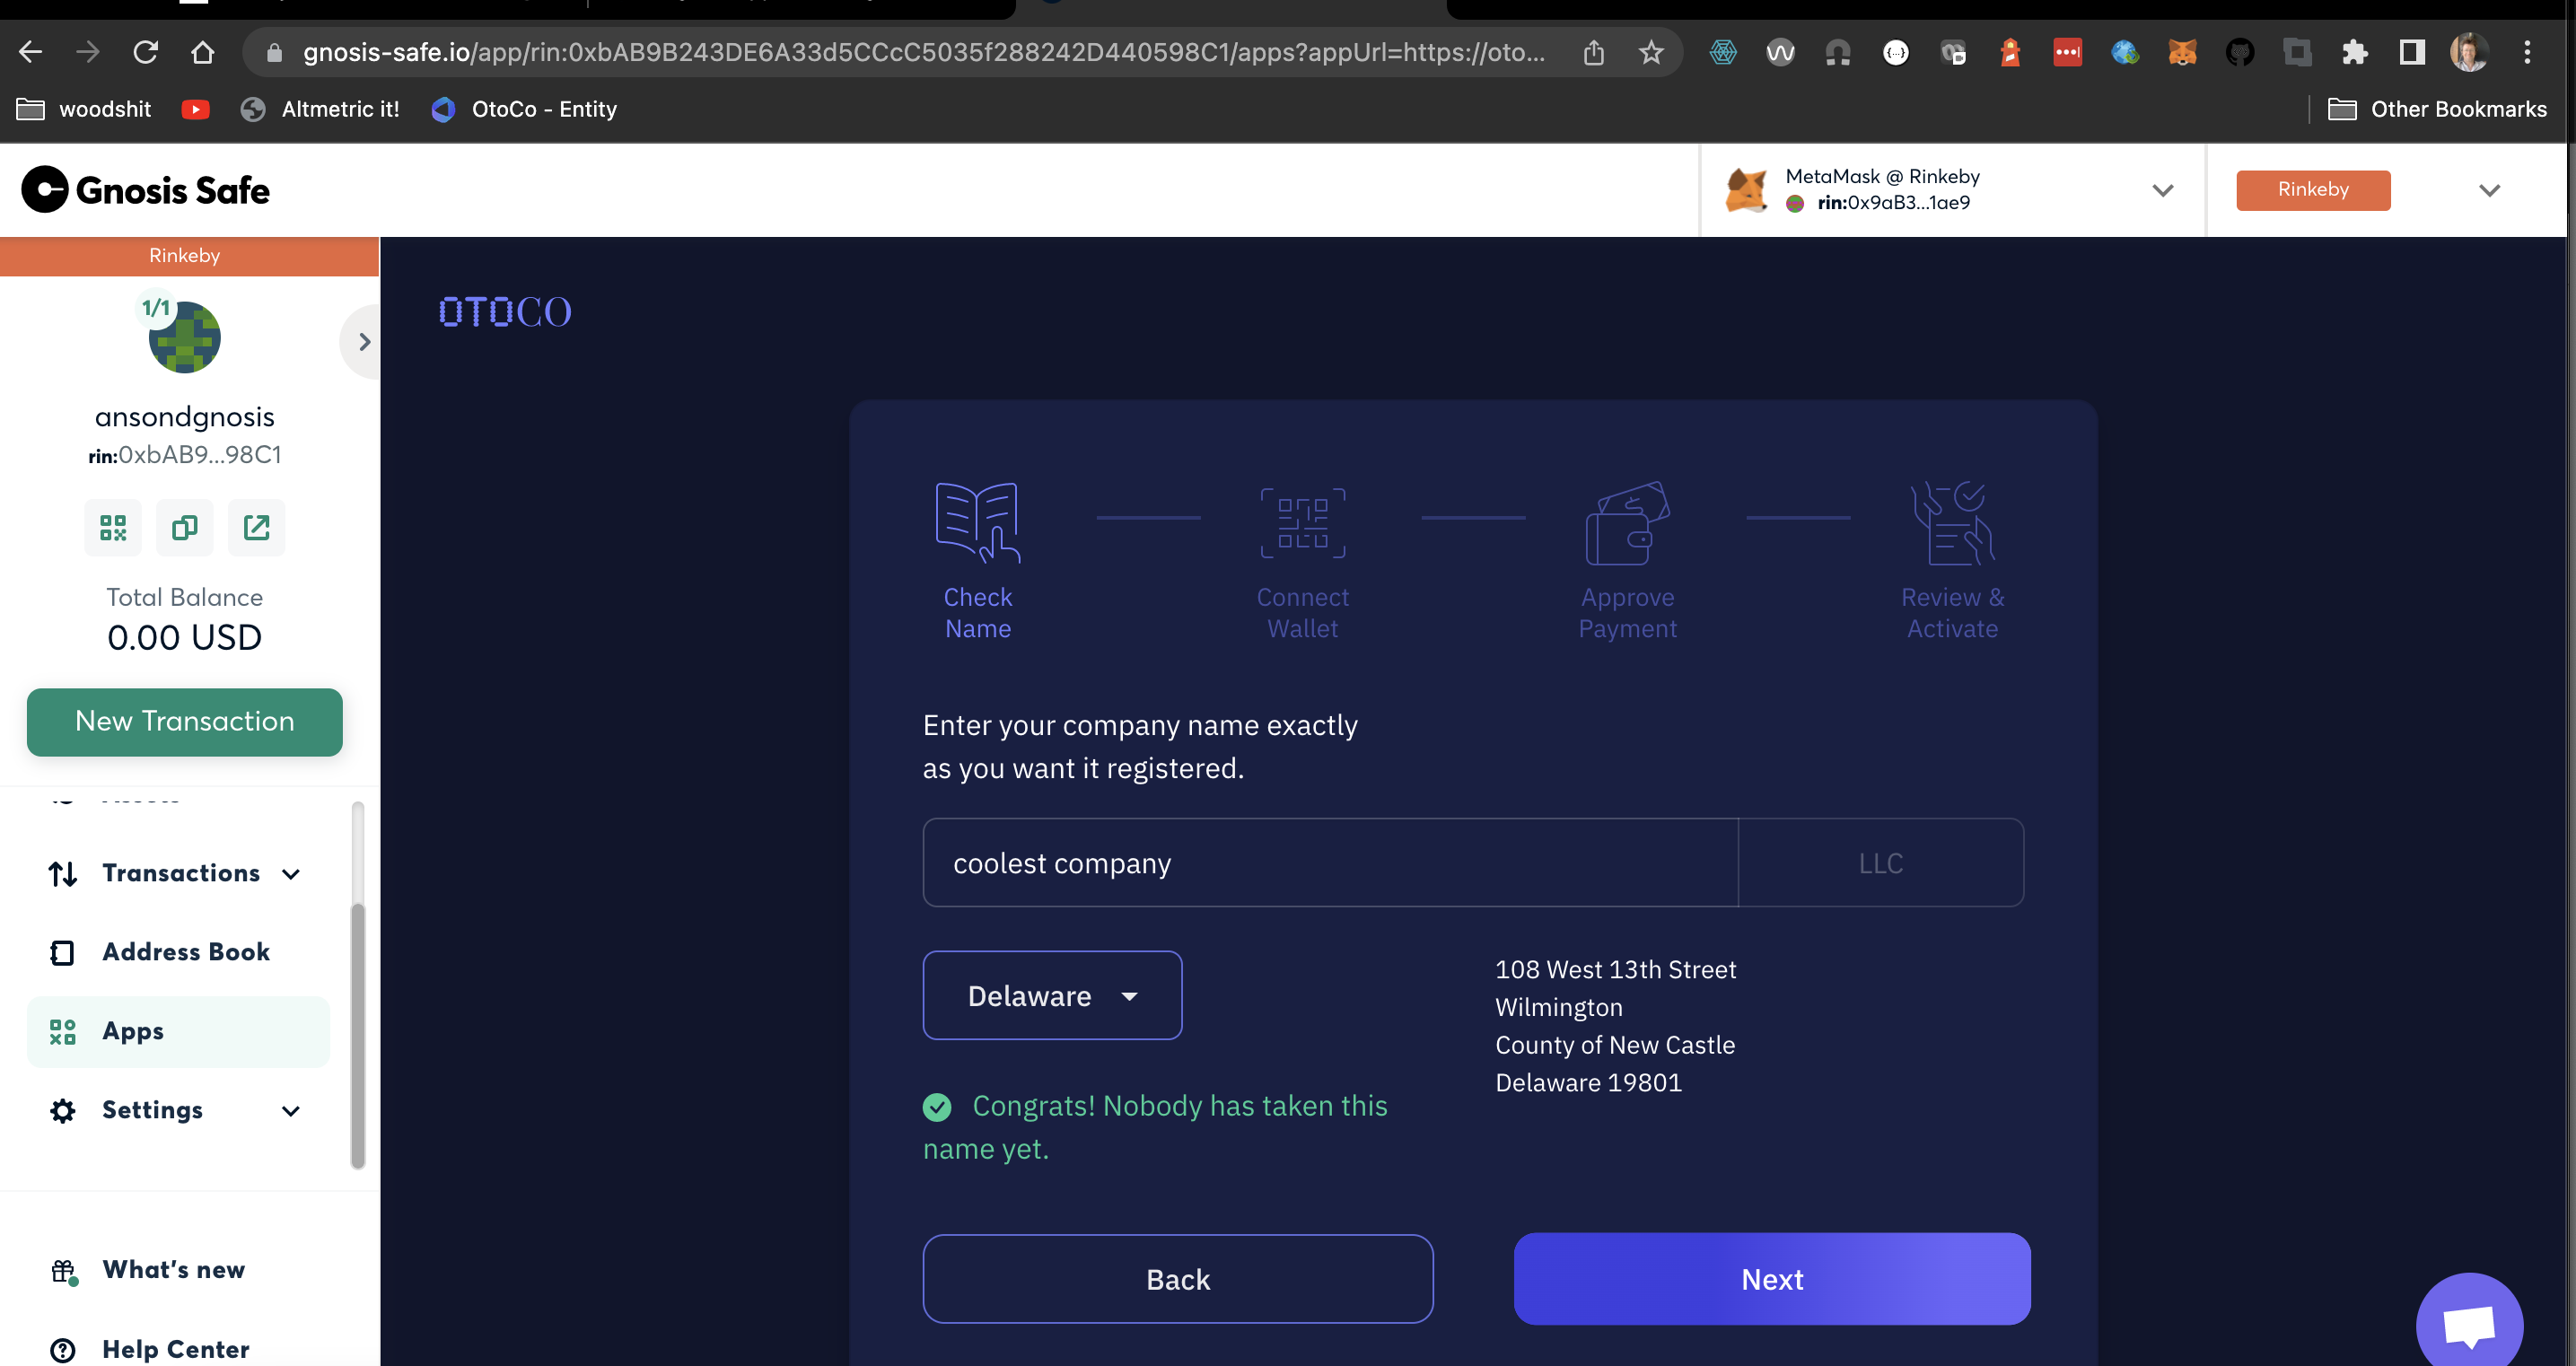 gnosis-safe.io/app/rin:0xbAB9B243DE6A33d5CCcC5035f288242D440598C1/apps?appUrl=https://oto...
woodshit
Altmetric it!
OtoCo - Entity
Other Bookmarks
Gnosis Safe
MetaMask @ Rinkeby
rin:0x9aB3...1ae9
Rinkeby
Rinkeby
1/1
ansondgnosis
rin:0xbAB9...98C1
Total Balance
0.00 USD
New Transaction
Assets
Transactions
Address Book
Apps
Settings
What's new
Help Center
OTOCO
Check
Name
Connect
Wallet
Approve
Payment
Review &
Activate
Enter your company name exactly
as you want it registered.
coolest company
LLC
Delaware
108 West 13th Street
Wilmington
County of New Castle
Delaware 19801
Congrats! Nobody has taken this
name yet.
Back
Next